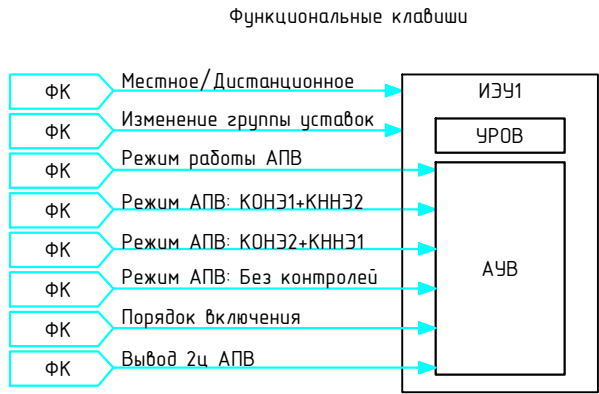 Функциональные клавиши
ФК Местное/Дистанционное
ИЭУ1
ФК Изменение группы уставок
УРОВ
ФК Режим работы АПВ
ФК Режим АПВ: КОНЭ1+КННЭ2
ФК Режим АПВ: КОНЭ2+КННЭ1
АУВ
ФК Режим АПВ: Без контролей
ФК Порядок включения
ФК Вывод 2ц АПВ